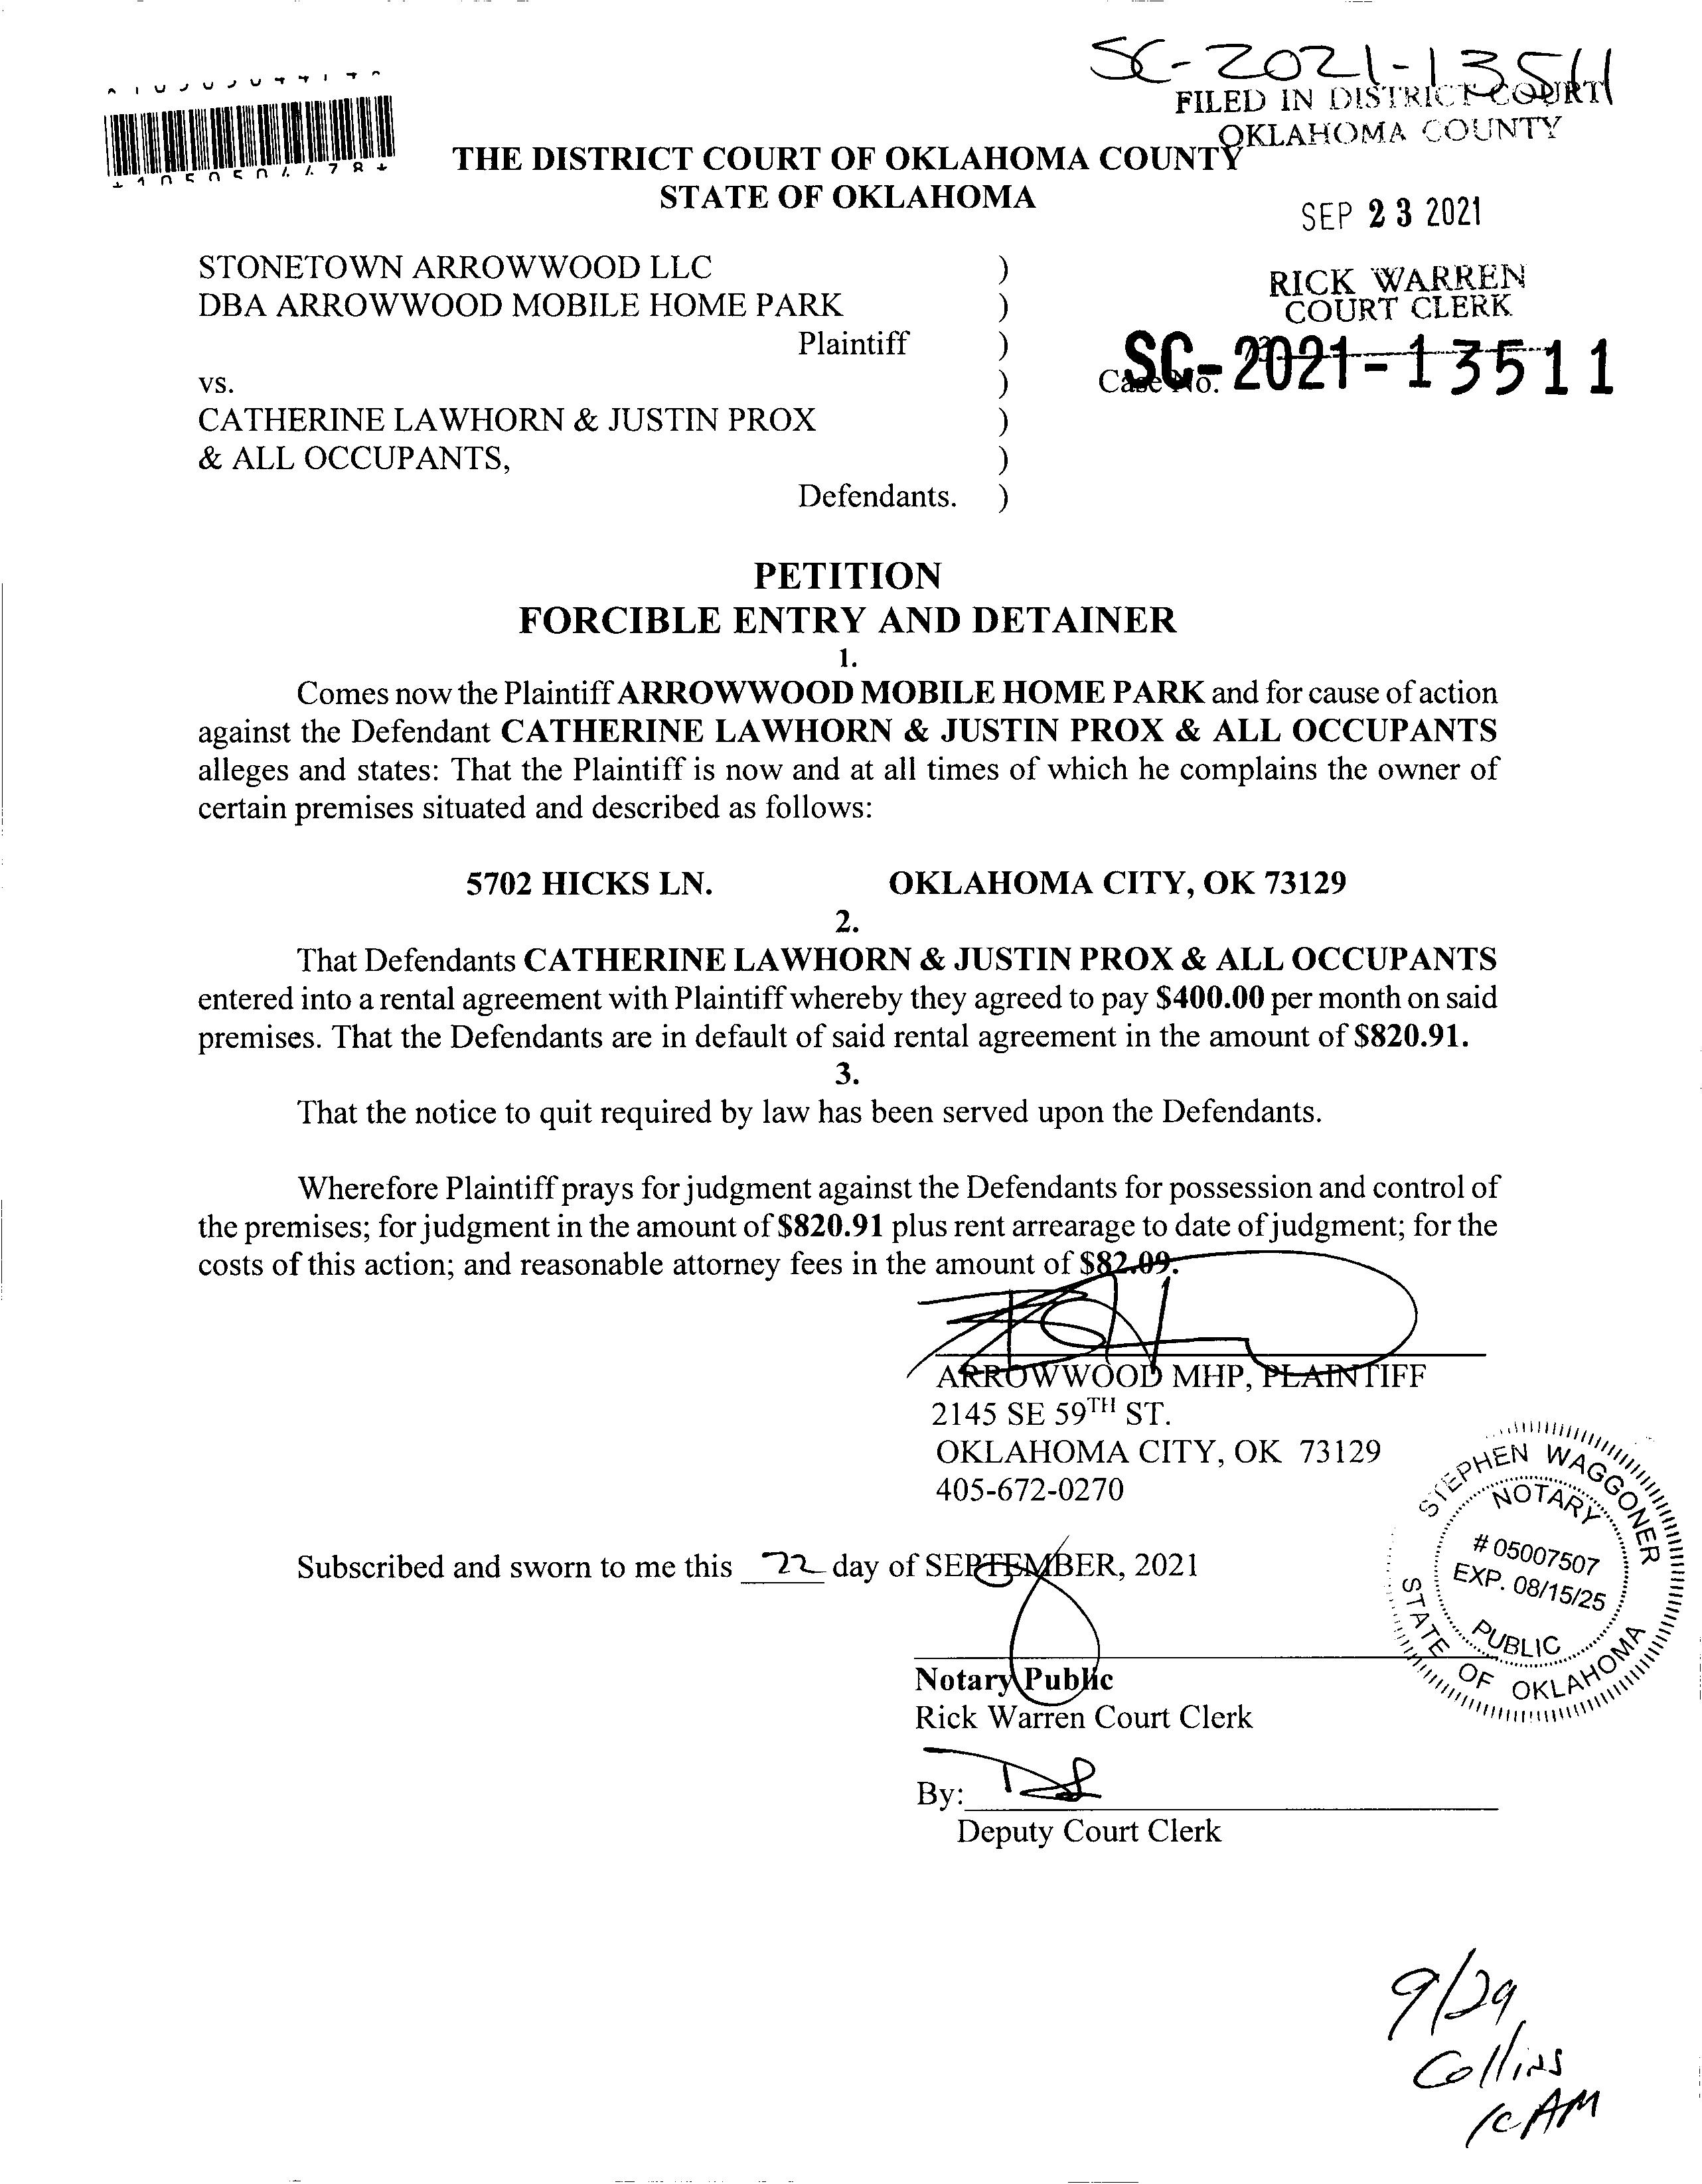 SC-2021-13511
FILED IN DISTRICT COURT
OKLAHOMA COUNTY
THE DISTRICT COURT OF OKLAHOMA COUNTY
STATE OF OKLAHOMA
SEP 23 2021
STONETOWN ARROWWOOD LLC )
DBA ARROWWOOD MOBILE HOME PARK )
RICK WARREN
COURT CLERK
Plaintiff )
vs. )
Case No. SC-2021-13511
CATHERINE LAWHORN & JUSTIN PROX )
& ALL OCCUPANTS, )
Defendants. )
PETITION
FORCIBLE ENTRY AND DETAINER
1.
Comes now the Plaintiff ARROWWOOD MOBILE HOME PARK and for cause of action
against the Defendant CATHERINE LAWHORN & JUSTIN PROX & ALL OCCUPANTS
alleges and states: That the Plaintiff is now and at all times of which he complains the owner of
certain premises situated and described as follows:
5702 HICKS LN. OKLAHOMA CITY, OK 73129
2.
That Defendants CATHERINE LAWHORN & JUSTIN PROX & ALL OCCUPANTS
entered into a rental agreement with Plaintiff whereby they agreed to pay $400.00 per month on said
premises. That the Defendants are in default of said rental agreement in the amount of $820.91.
3.
That the notice to quit required by law has been served upon the Defendants.
Wherefore Plaintiff prays for judgment against the Defendants for possession and control of
the premises; for judgment in the amount of $820.91 plus rent arrearage to date of judgment; for the
costs of this action; and reasonable attorney fees in the amount of $82.09.
ARROWWOOD MHP, PLAINTIFF
2145 SE 59TH ST.
OKLAHOMA CITY, OK 73129
405-672-0270
STEPHEN WAGGONER
NOTARY
# 05007507
EXP. 08/15/25
PUBLIC
STATE OF OKLAHOMA
Subscribed and sworn to me this 22 day of SEPTEMBER, 2021
Notary Public
Rick Warren Court Clerk
By:
Deputy Court Clerk
9/29
Collins
AM